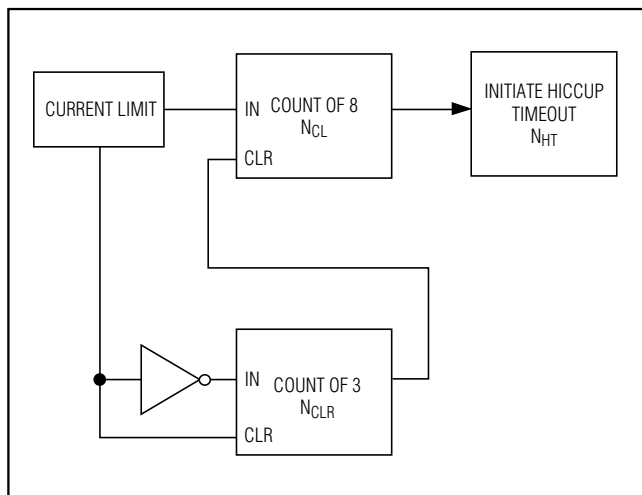 CURRENT LIMIT
IN
COUNT OF 8
N_CL
CLR
INITIATE HICCUP
TIMEOUT
N_HT
IN
COUNT OF 3
N_CLR
CLR